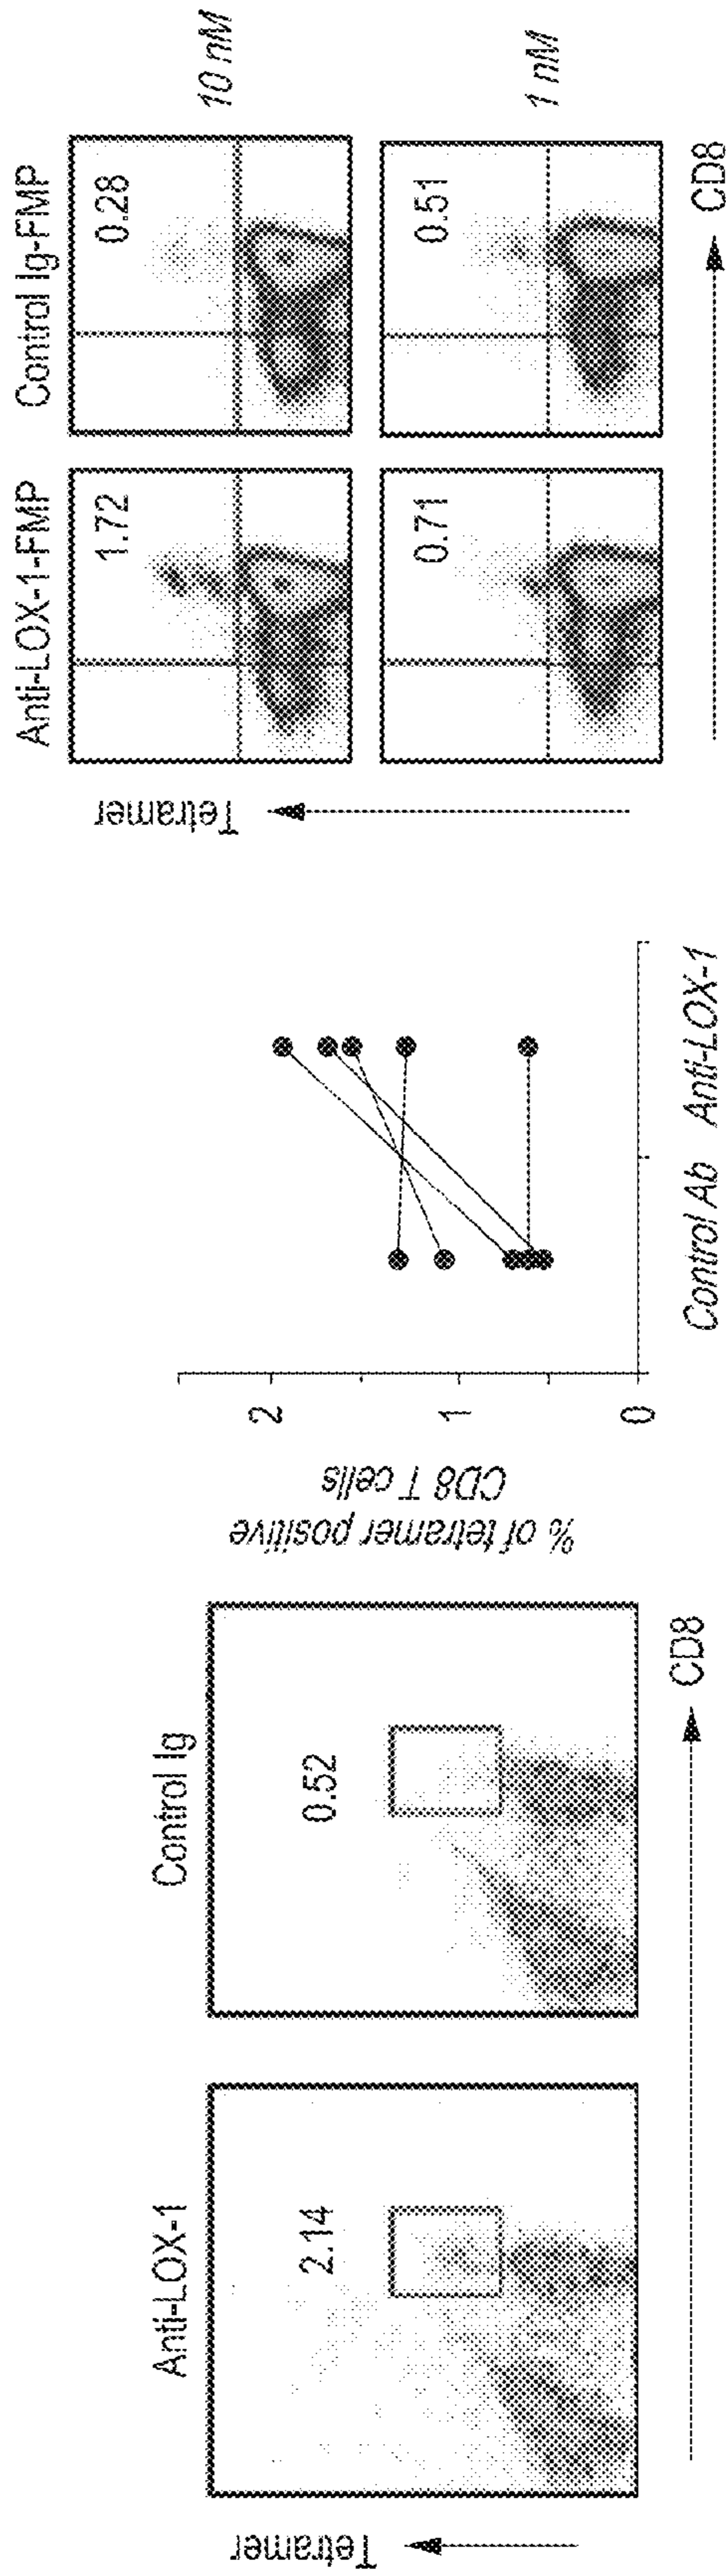 Anti-LOX-1
Control Ig
2.14
0.52
Tetramer
CD8
% of tetramer positive
CD8 T cells
2
1
0
Control Ab
Anti-LOX-1
Anti-LOX-1-FMP
Control Ig-FMP
1.72
0.28
10 nM
0.71
0.51
1 nM
Tetramer
CD8